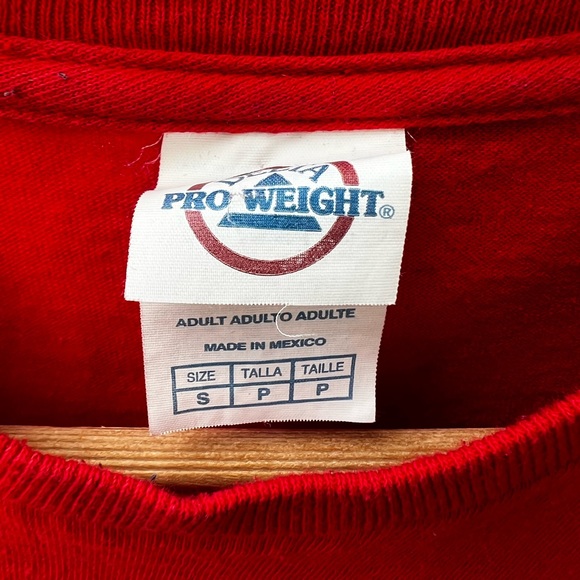 PRO WEIGHT®
ADULT ADULTO ADULTE
MADE IN MEXICO
SIZE TALLA TAILLE
S P P